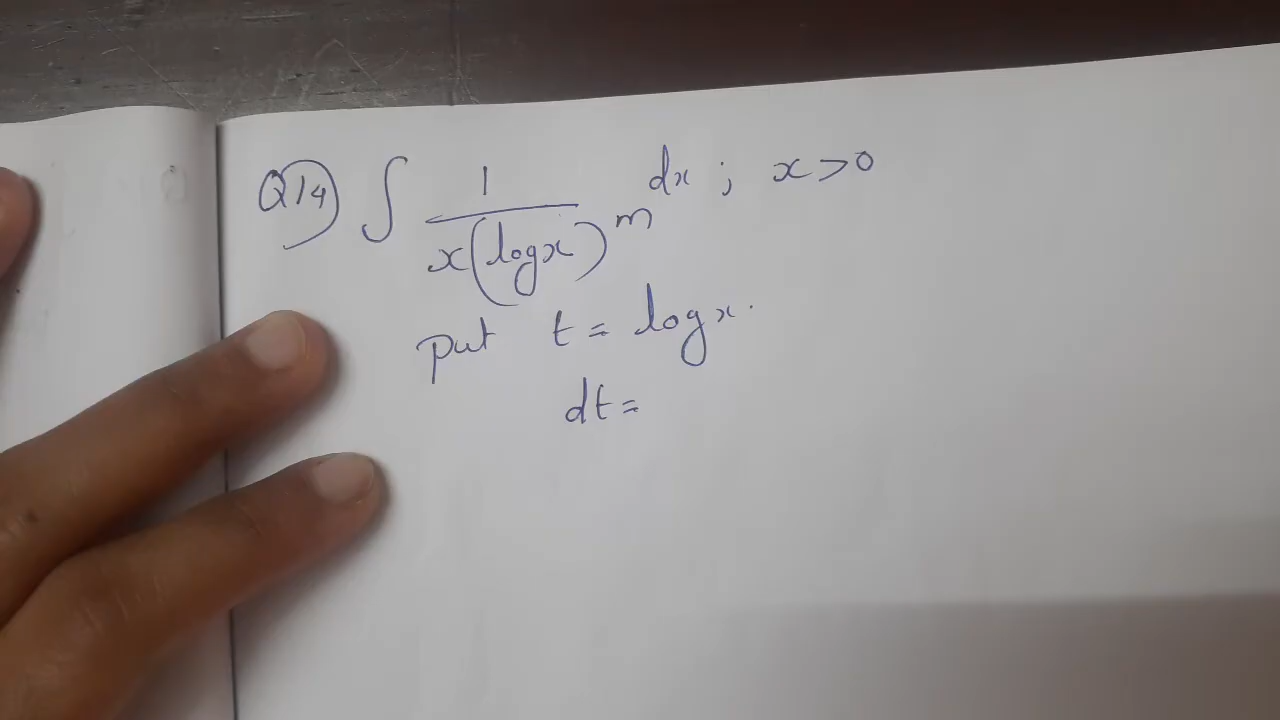 Q14) ∫ 1/x(logx)^m dx ; x>0
put t = logx.
dt =